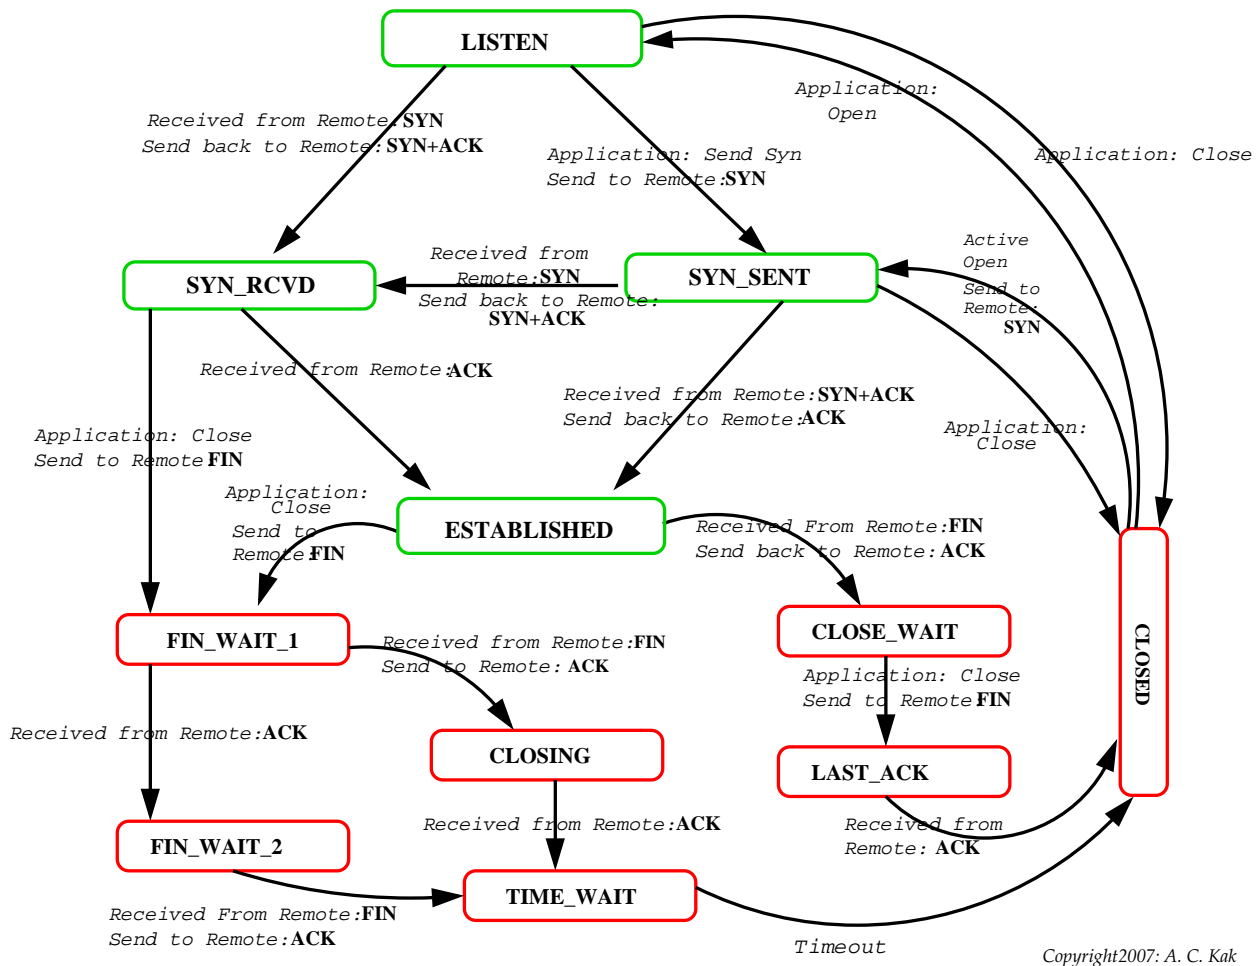 LISTEN
Application:
Open
Received from Remote: SYN
Send back to Remote: SYN+ACK
Application: Send Syn
Send to Remote: SYN
Application: Close
SYN_RCVD
Received from
Remote: SYN
Send back to Remote:
SYN+ACK
SYN_SENT
Active
Open
Send to
Remote:
SYN
Received from Remote: ACK
Received from Remote: SYN+ACK
Send back to Remote: ACK
Application:
Close
Application: Close
Send to Remote FIN
Application:
Close
Send to
Remote: FIN
ESTABLISHED
Received From Remote: FIN
Send back to Remote: ACK
FIN_WAIT_1
Received from Remote: FIN
Send to Remote: ACK
CLOSE_WAIT
CLOSED
Application: Close
Send to Remote FIN
Received from Remote: ACK
CLOSING
LAST_ACK
FIN_WAIT_2
Received from Remote: ACK
Received from
Remote: ACK
TIME_WAIT
Received From Remote: FIN
Send to Remote: ACK
Timeout
Copyright2007: A. C. Kak